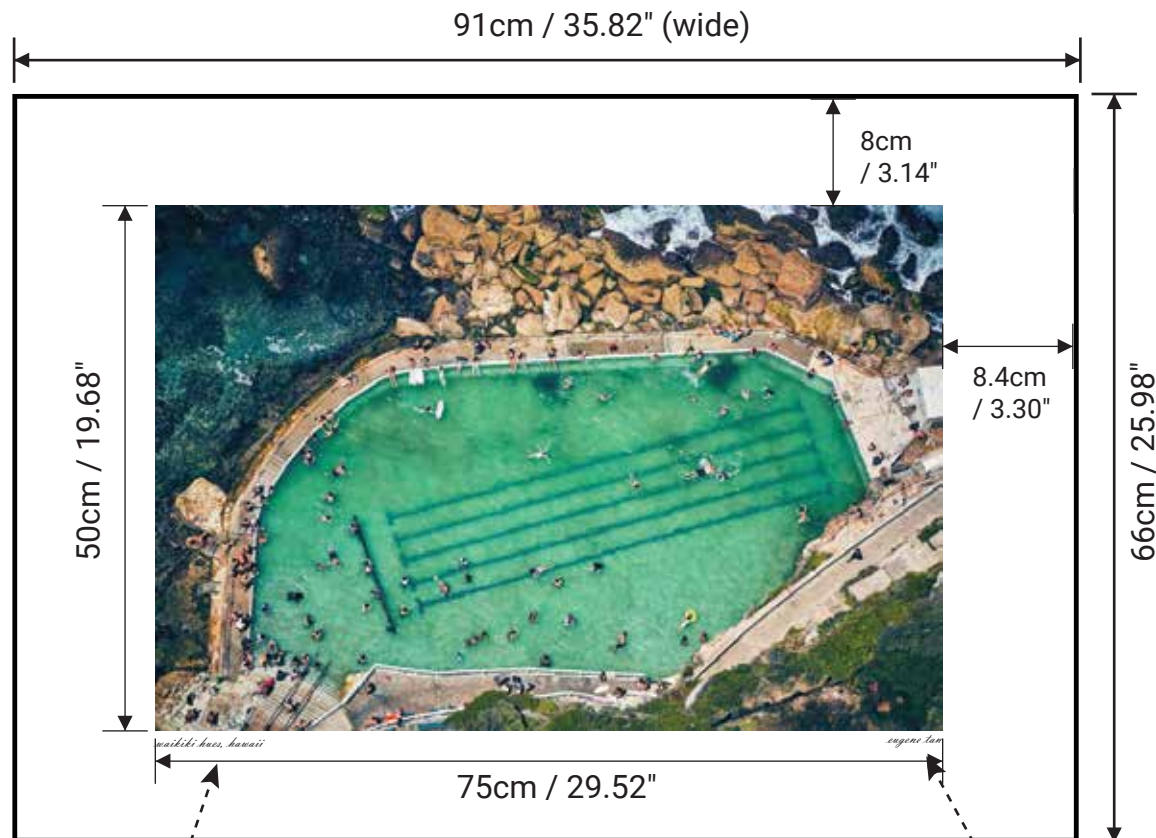 91cm / 35.82" (wide)
8cm
/ 3.14"
8.4cm
/ 3.30"
50cm / 19.68"
66cm / 25.98"
waikiki hues, hawaii
eugene tan
75cm / 29.52"